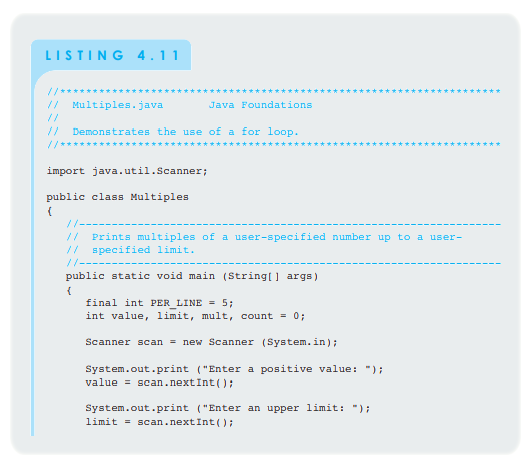 LISTING 4.11
//********************************************************************
//  Multiples.java       Java Foundations
//
//  Demonstrates the use of a for loop.
//********************************************************************
import java.util.Scanner;
public class Multiples
{
   //-----------------------------------------------------------------
   //  Prints multiples of a user-specified number up to a user-
   //  specified limit.
   //-----------------------------------------------------------------
   public static void main (String[] args)
   {
      final int PER_LINE = 5;
      int value, limit, mult, count = 0;
      Scanner scan = new Scanner (System.in);
      System.out.print ("Enter a positive value: ");
      value = scan.nextInt();
      System.out.print ("Enter an upper limit: ");
      limit = scan.nextInt();